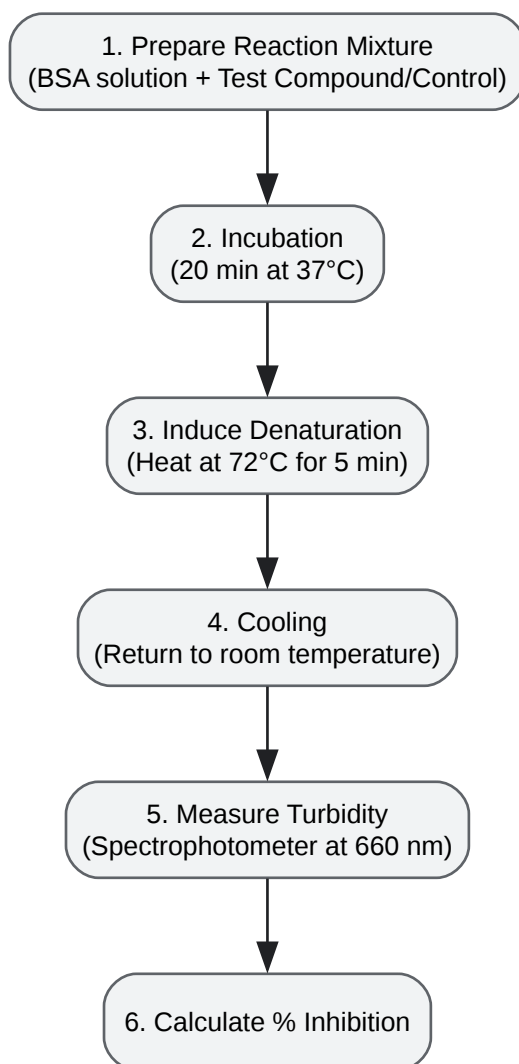 1. Prepare Reaction Mixture
(BSA solution + Test Compound/Control)
2. Incubation
(20 min at 37°C)
3. Induce Denaturation
(Heat at 72°C for 5 min)
4. Cooling
(Return to room temperature)
5. Measure Turbidity
(Spectrophotometer at 660 nm)
6. Calculate % Inhibition